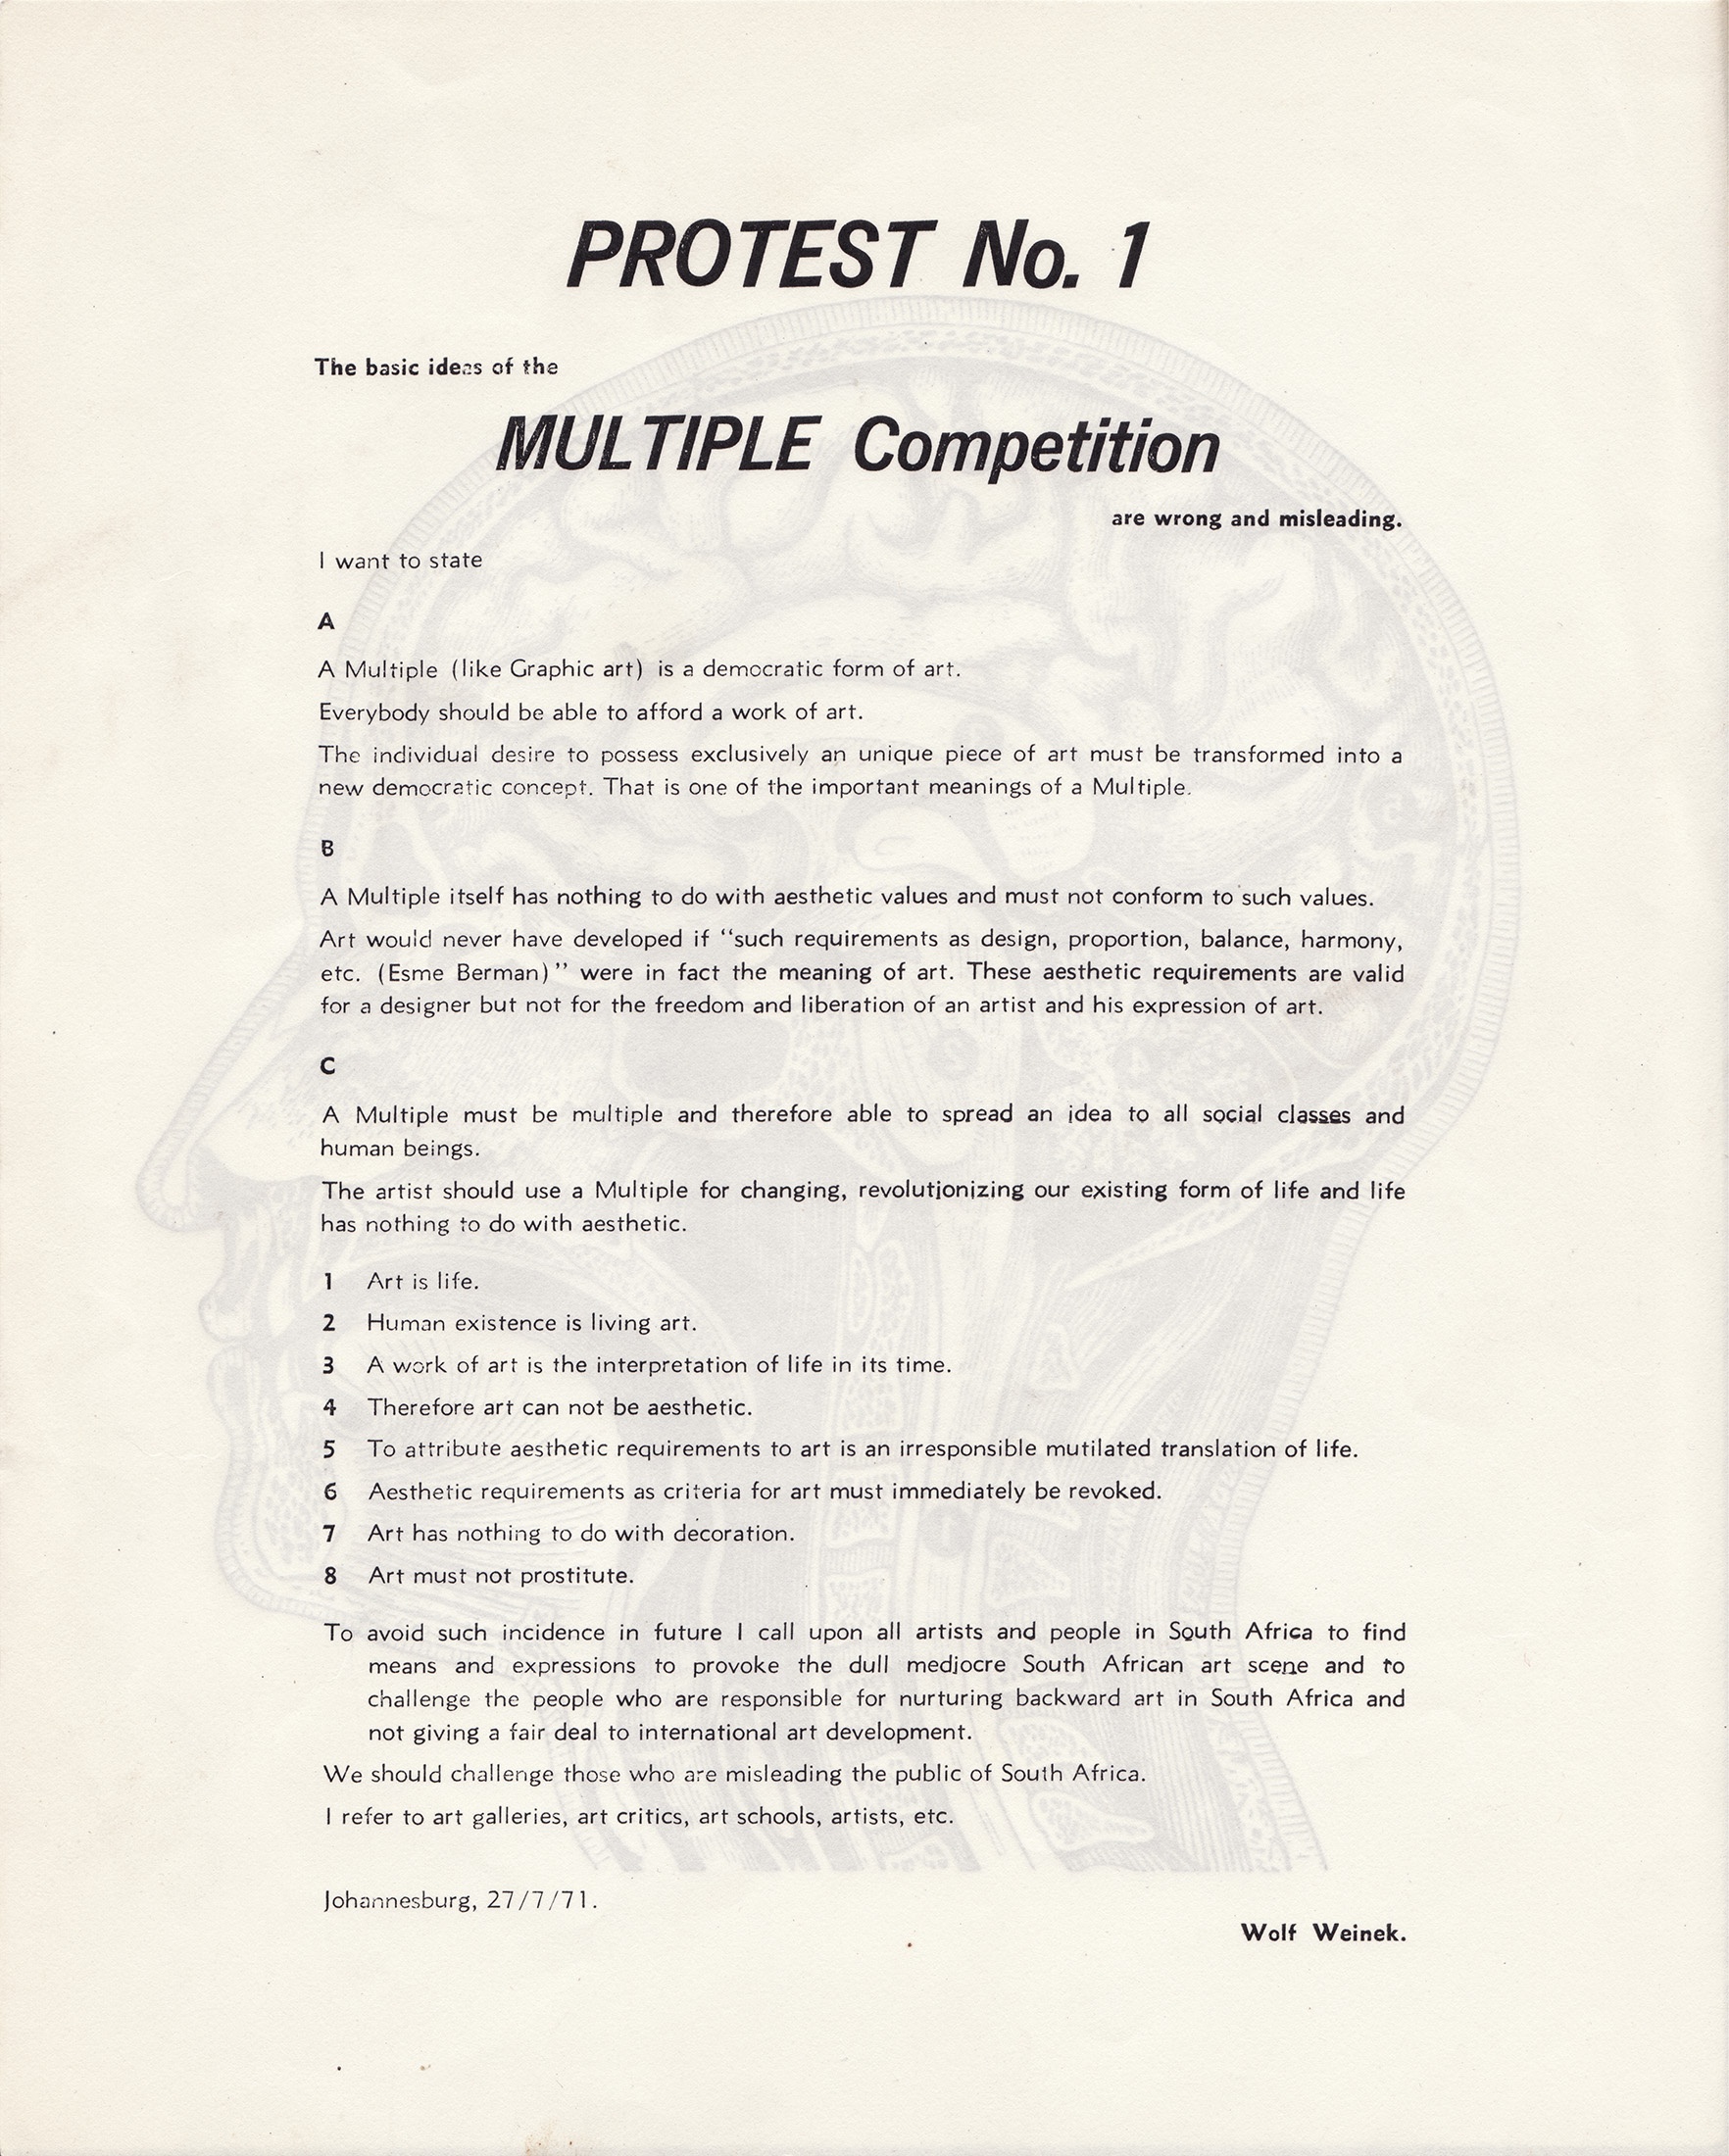 PROTEST No. 1
The basic ideas of the
MULTIPLE Competition
are wrong and misleading.
I want to state
A
A Multiple (like Graphic art) is a democratic form of art.
Everybody should be able to afford a work of art.
The individual desire to possess exclusively an unique piece of art must be transformed into a
new democratic concept. That is one of the important meanings of a Multiple.
B
A Multiple itself has nothing to do with aesthetic values and must not conform to such values.
Art would never have developed if “such requirements as design, proportion, balance, harmony,
etc. (Esme Berman)” were in fact the meaning of art. These aesthetic requirements are valid
for a designer but not for the freedom and liberation of an artist and his expression of art.
C
A Multiple must be multiple and therefore able to spread an idea to all social classes and
human beings.
The artist should use a Multiple for changing, revolutionizing our existing form of life and life
has nothing to do with aesthetic.
1 Art is life.
2 Human existence is living art.
3 A work of art is the interpretation of life in its time.
4 Therefore art can not be aesthetic.
5 To attribute aesthetic requirements to art is an irresponsible mutilated translation of life.
6 Aesthetic requirements as criteria for art must immediately be revoked.
7 Art has nothing to do with decoration.
8 Art must not prostitute.
To avoid such incidence in future I call upon all artists and people in South Africa to find
means and expressions to provoke the dull mediocre South African art scene and to
challenge the people who are responsible for nurturing backward art in South Africa and
not giving a fair deal to international art development.
We should challenge those who are misleading the public of South Africa.
I refer to art galleries, art critics, art schools, artists, etc.
Johannesburg, 27/7/71.
Wolf Weinek.